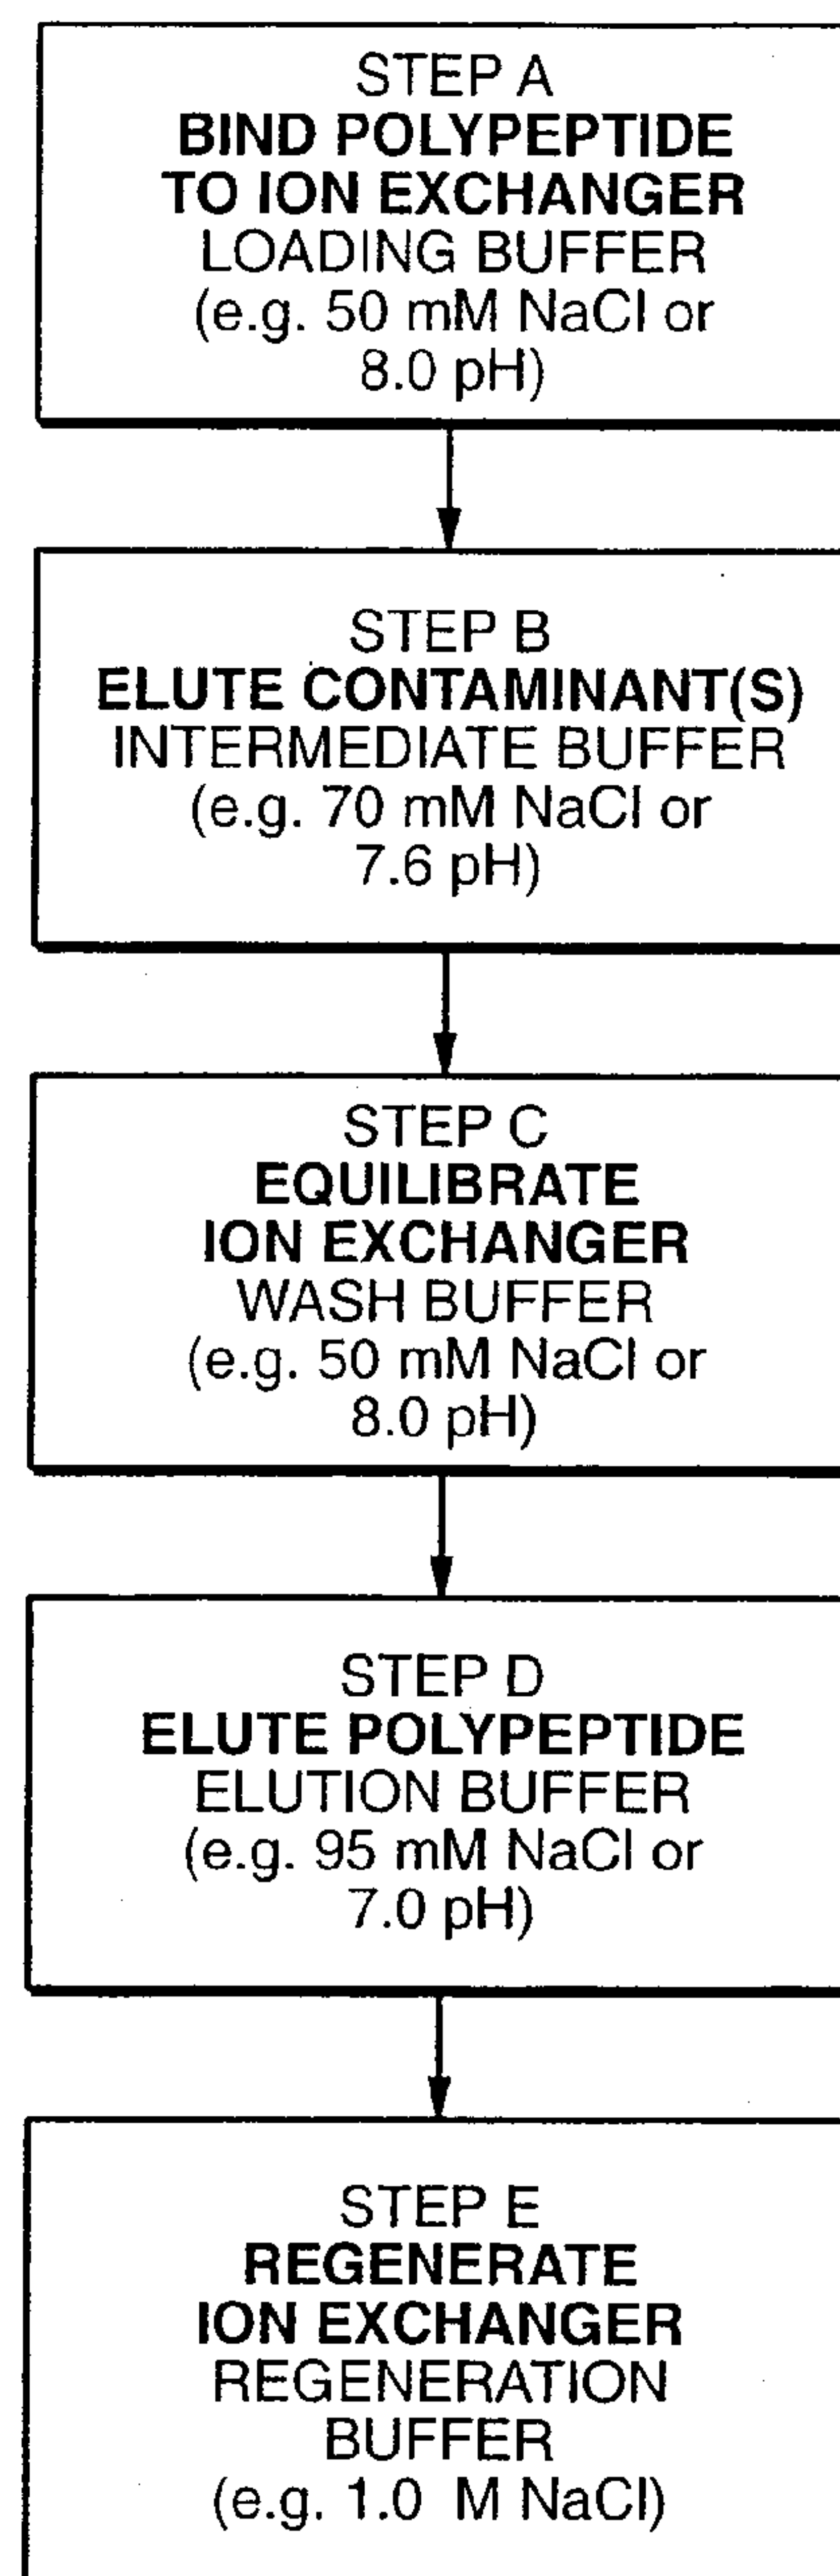 STEP A
BIND POLYPEPTIDE
TO ION EXCHANGER
LOADING BUFFER
(e.g. 50 mM NaCl or
8.0 pH)
STEP B
ELUTE CONTAMINANT(S)
INTERMEDIATE BUFFER
(e.g. 70 mM NaCl or
7.6 pH)
STEP C
EQUILIBRATE
ION EXCHANGER
WASH BUFFER
(e.g. 50 mM NaCl or
8.0 pH)
STEP D
ELUTE POLYPEPTIDE
ELUTION BUFFER
(e.g. 95 mM NaCl or
7.0 pH)
STEP E
REGENERATE
ION EXCHANGER
REGENERATION
BUFFER
(e.g. 1.0 M NaCl)